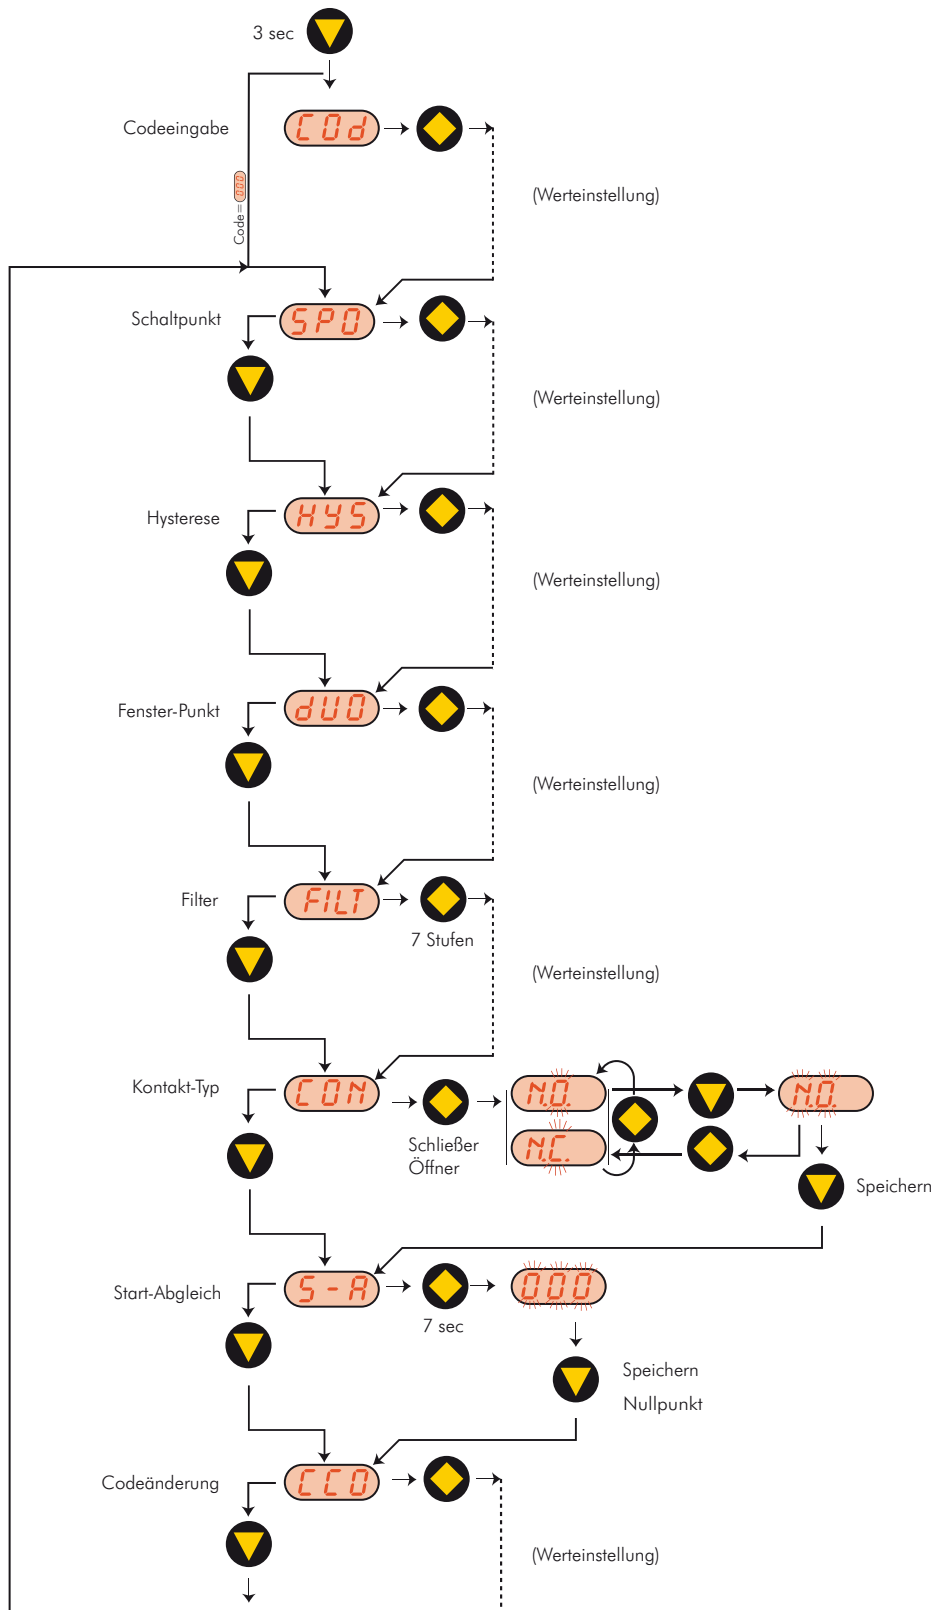 3 sec
Codeeingabe
COd
(Werteinstellung)
Code=000
Schaltpunkt
SPO
(Werteinstellung)
Hysterese
HYS
(Werteinstellung)
Fenster-Punkt
dUO
(Werteinstellung)
Filter
FILT
7 Stufen
(Werteinstellung)
Kontakt-Typ
CON
Schließer
Öffner
N.O.
N.C.
N.O.
Speichern
Start-Abgleich
S-A
7 sec
000
Speichern
Nullpunkt
Codeänderung
CCO
(Werteinstellung)